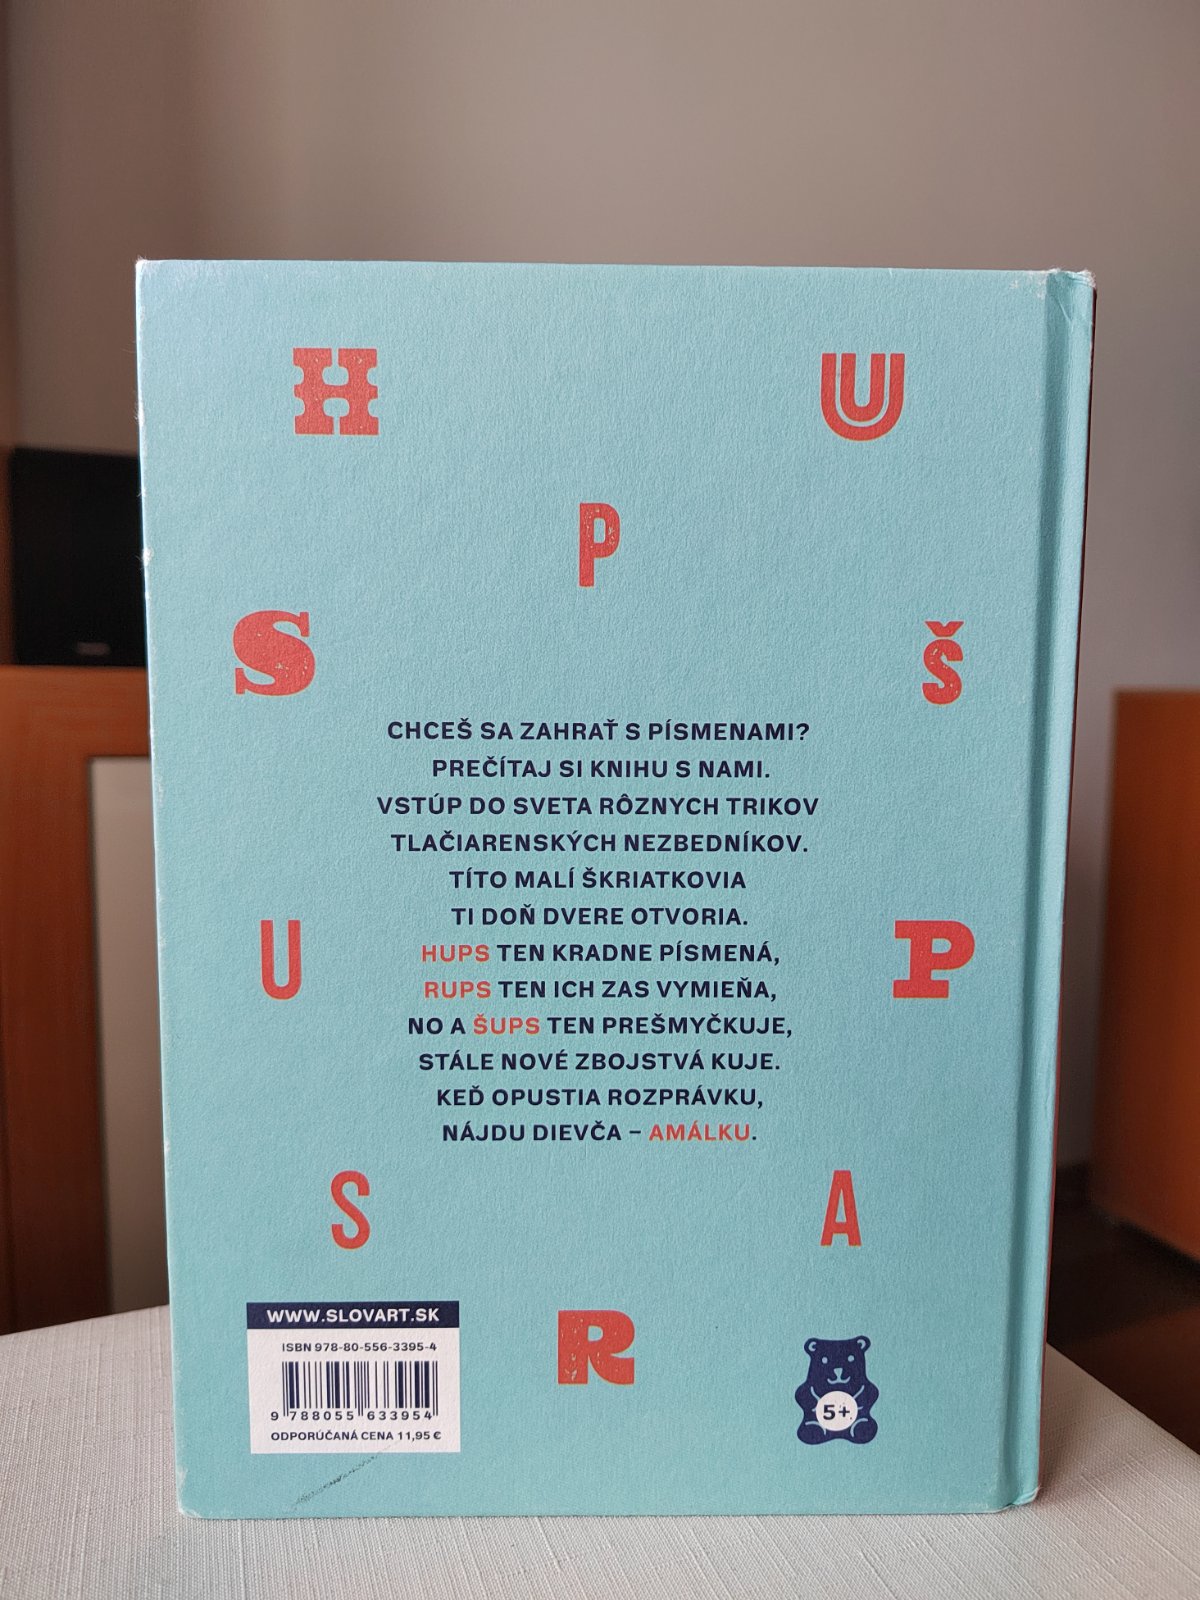 H U
P
S Š
CHCEŠ SA ZAHRAŤ S PÍSMENAMI?
PREČÍTAJ SI KNIHU S NAMI.
VSTÚP DO SVETA RÔZNYCH TRIKOV
TLAČIARENSKÝCH NEZBEDNÍKOV.
TÍTO MALÍ ŠKRIATKOVIA
TI DOŇ DVERE OTVORIA.
HUPS TEN KRADNE PÍSMENÁ,
RUPS TEN ICH ZAS VYMIEŇA,
NO A ŠUPS TEN PREŠMYČKUJE,
STÁLE NOVÉ ZBOJSTVÁ KUJE.
KEĎ OPUSTIA ROZPRÁVKU,
NÁJDU DIEVČA – AMÁLKU.
U P
S A
R
WWW.SLOVART.SK
ISBN 978-80-556-3395-4
9 788055 633954
ODPORÚČANÁ CENA 11,95 €
5+